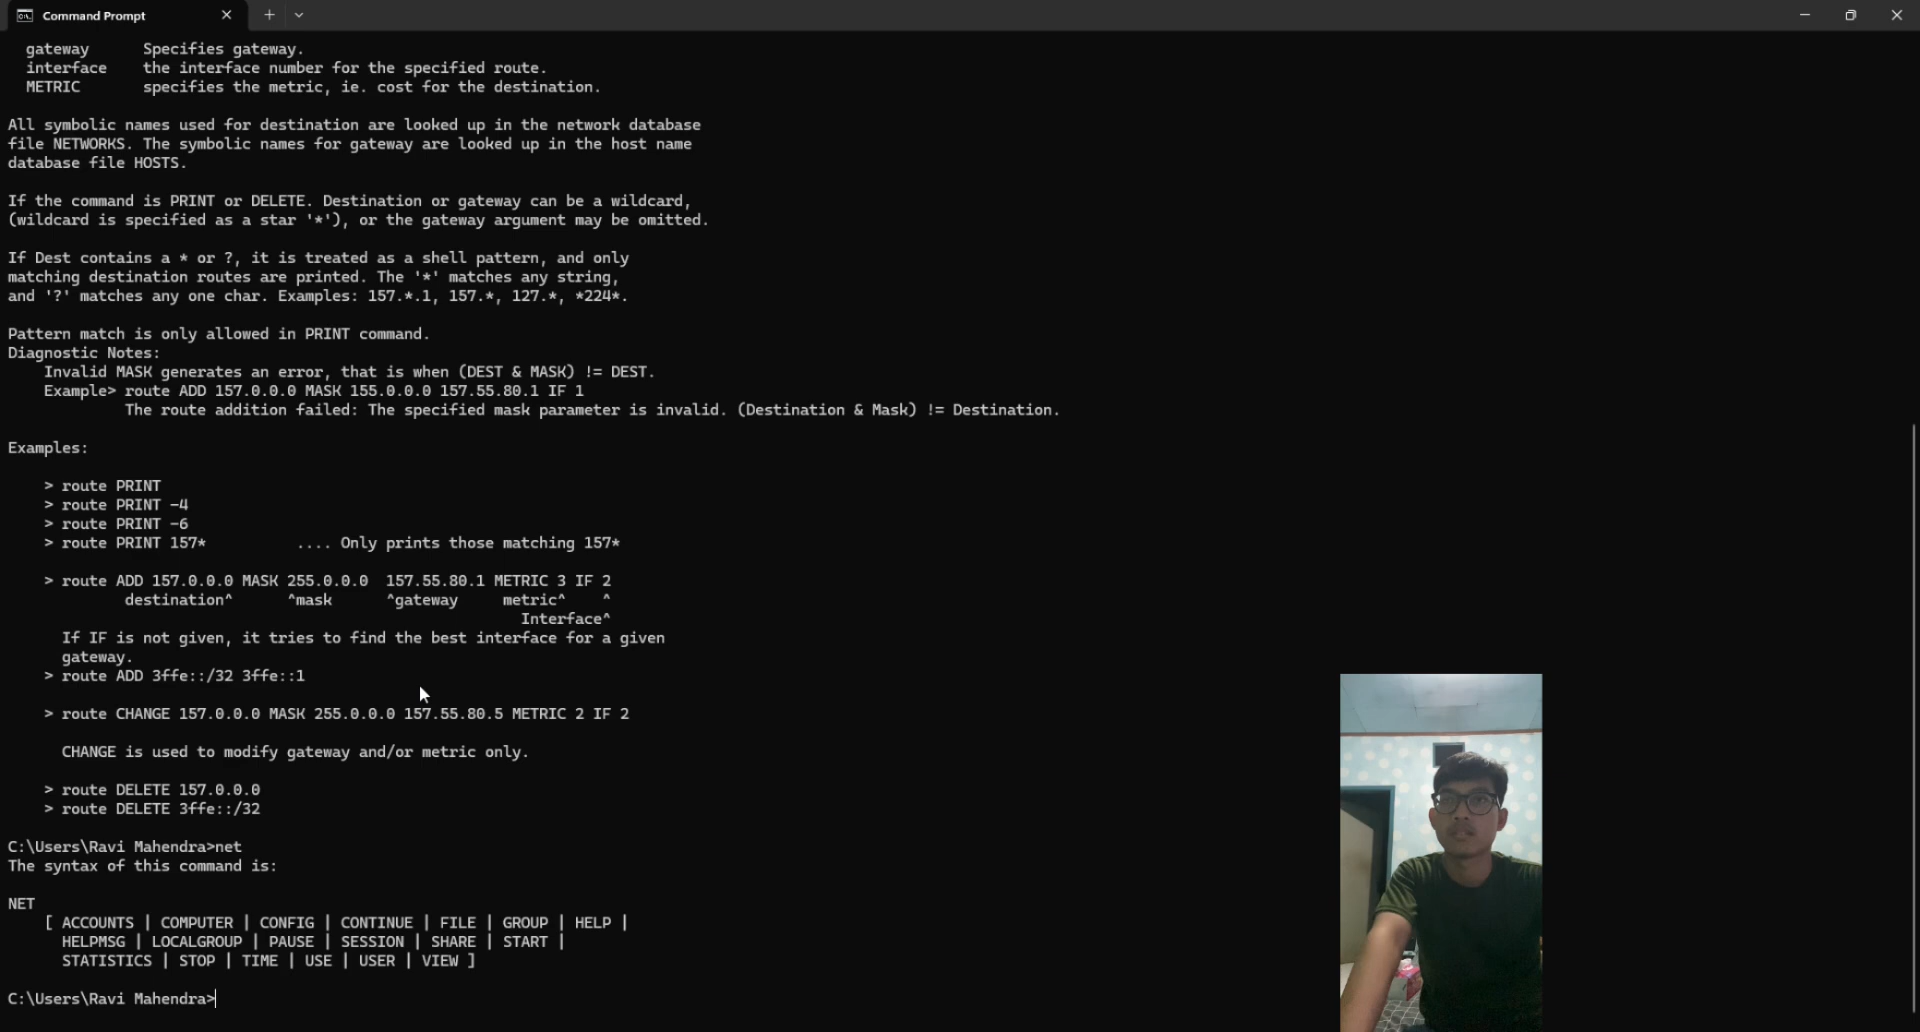 Command Prompt
gateway Specifies gateway.
interface the interface number for the specified route.
METRIC specifies the metric, ie. cost for the destination.
All symbolic names used for destination are looked up in the network database
file NETWORKS. The symbolic names for gateway are looked up in the host name
database file HOSTS.
If the command is PRINT or DELETE. Destination or gateway can be a wildcard,
(wildcard is specified as a star '*'), or the gateway argument may be omitted.
If Dest contains a * or ?, it is treated as a shell pattern, and only
matching destination routes are printed. The '*' matches any string,
and '?' matches any one char. Examples: 157.*.1, 157.*, 127.*, *224*.
Pattern match is only allowed in PRINT command.
Diagnostic Notes:
Invalid MASK generates an error, that is when (DEST & MASK) != DEST.
Example> route ADD 157.0.0.0 MASK 155.0.0.0 157.55.80.1 IF 1
The route addition failed: The specified mask parameter is invalid. (Destination & Mask) != Destination.
Examples:
> route PRINT
> route PRINT -4
> route PRINT -6
> route PRINT 157* .... Only prints those matching 157*
> route ADD 157.0.0.0 MASK 255.0.0.0 157.55.80.1 METRIC 3 IF 2
destination^ ^mask ^gateway metric^ ^
Interface^
If IF is not given, it tries to find the best interface for a given
gateway.
> route ADD 3ffe::/32 3ffe::1
> route CHANGE 157.0.0.0 MASK 255.0.0.0 157.55.80.5 METRIC 2 IF 2
CHANGE is used to modify gateway and/or metric only.
> route DELETE 157.0.0.0
> route DELETE 3ffe::/32
C:\Users\Ravi Mahendra>net
The syntax of this command is:
NET
[ ACCOUNTS | COMPUTER | CONFIG | CONTINUE | FILE | GROUP | HELP |
HELPMSG | LOCALGROUP | PAUSE | SESSION | SHARE | START |
STATISTICS | STOP | TIME | USE | USER | VIEW ]
C:\Users\Ravi Mahendra>